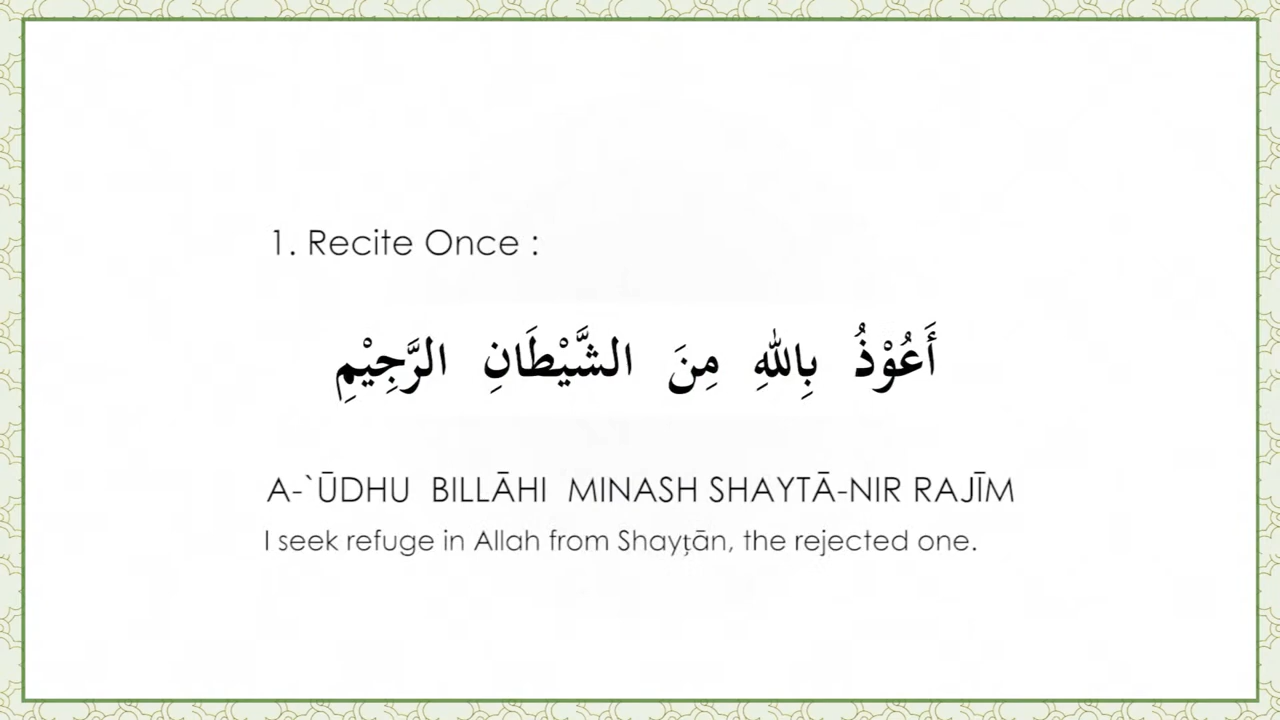 1. Recite Once :
أَعُوْذُ بِاللهِ مِنَ الشَّيْطَانِ الرَّجِيْمِ
A-`ŪDHU BILLĀHI MINASH SHAYTĀ-NIR RAJĪM
I seek refuge in Allah from Shayṭān, the rejected one.